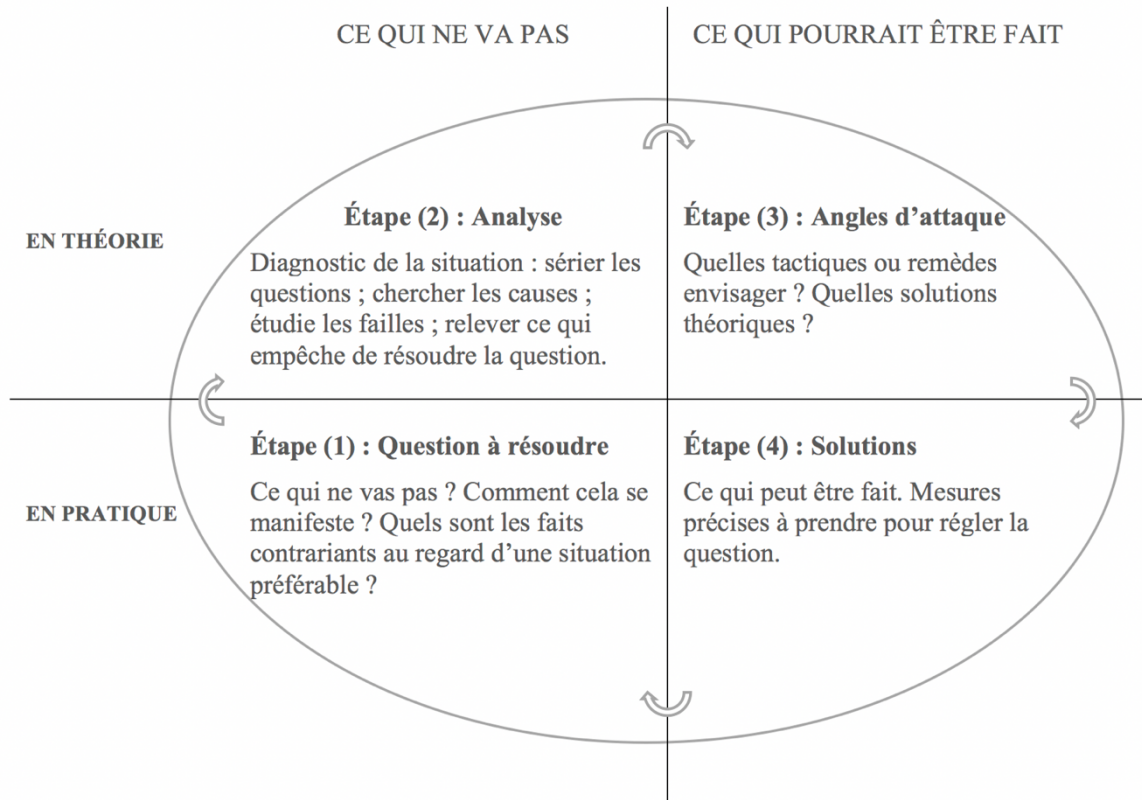 CE QUI NE VA PAS
CE QUI POURRAIT ÊTRE FAIT
EN THÉORIE
Étape (2) : Analyse
Diagnostic de la situation : sérier les
questions ; chercher les causes ;
étudie les failles ; relever ce qui
empêche de résoudre la question.
Étape (3) : Angles d’attaque
Quelles tactiques ou remèdes
envisager ? Quelles solutions
théoriques ?
EN PRATIQUE
Étape (1) : Question à résoudre
Ce qui ne vas pas ? Comment cela se
manifeste ? Quels sont les faits
contrariants au regard d’une situation
préférable ?
Étape (4) : Solutions
Ce qui peut être fait. Mesures
précises à prendre pour régler la
question.